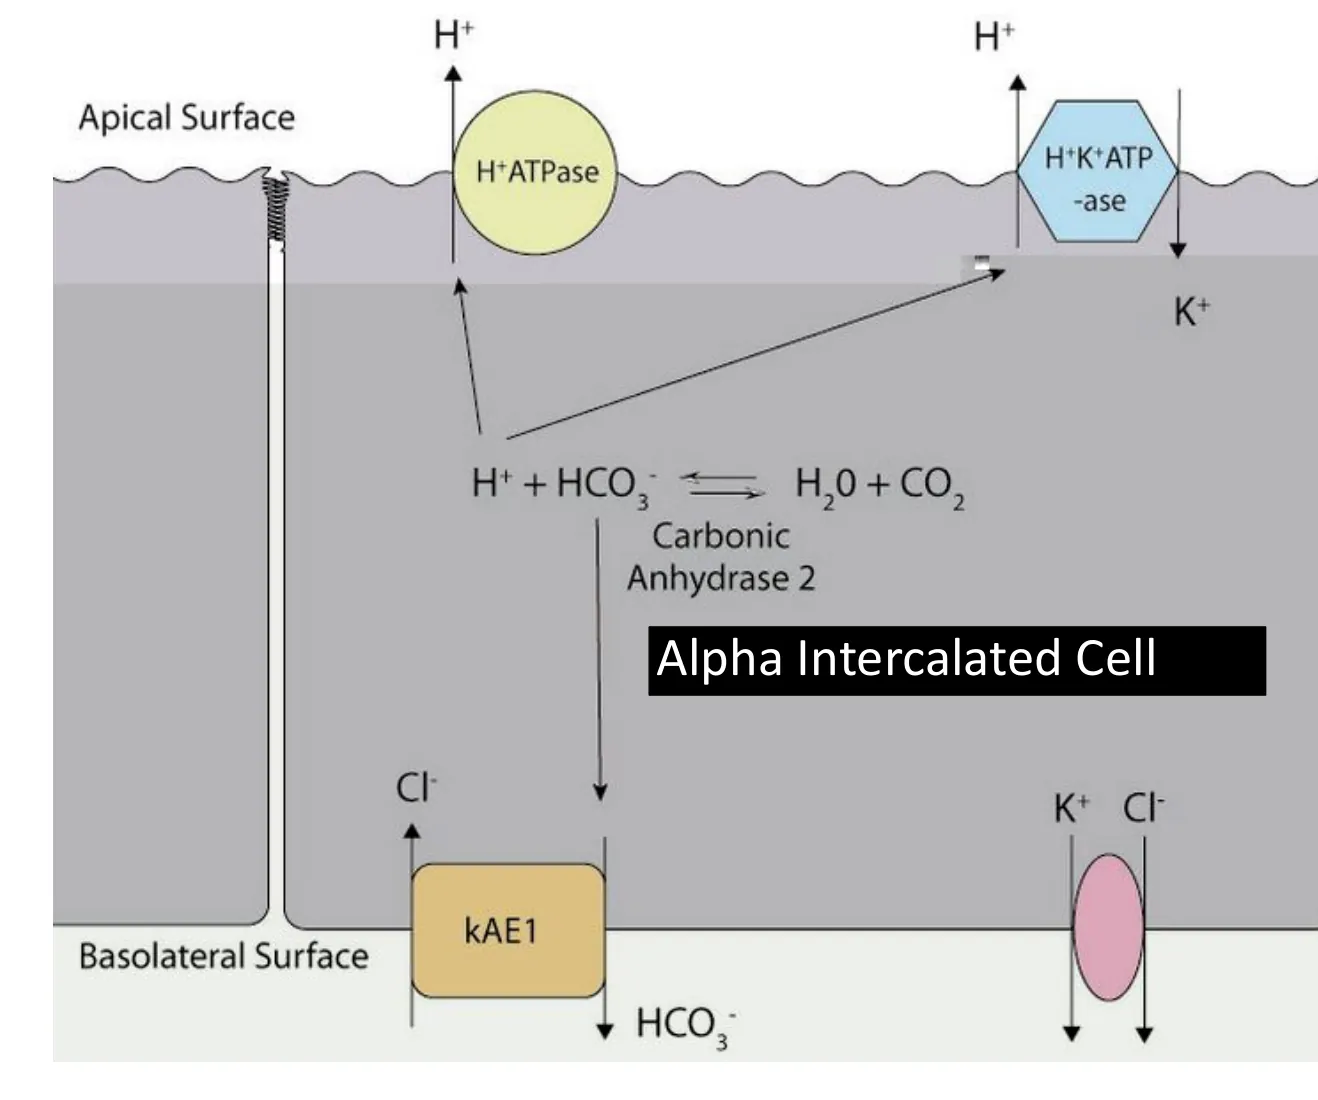 H⁺
H⁺
Apical Surface
H⁺ATPase
H⁺K⁺ATP
-ase
K⁺
H⁺ + HCO₃⁻ ⇌ H₂0 + CO₂
Carbonic
Anhydrase 2
Alpha Intercalated Cell
Cl⁻
K⁺ Cl⁻
kAE1
Basolateral Surface
HCO₃⁻